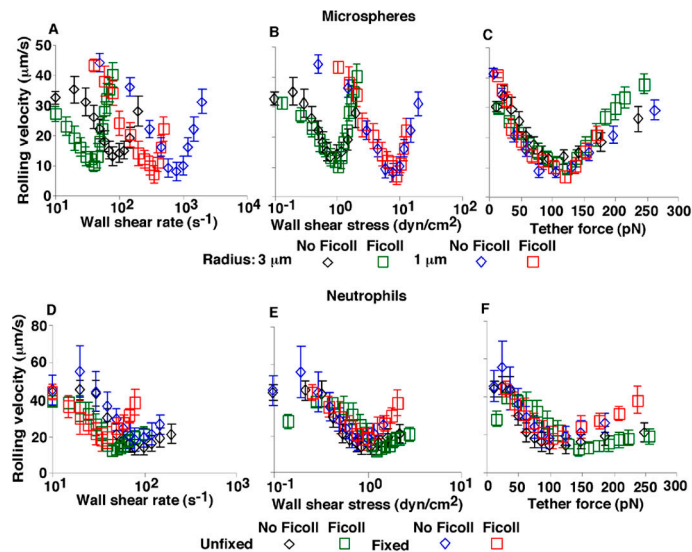 Microspheres
A
B
C
Rolling velocity (μm/s)
50
40
30
20
10
0
10¹ 10² 10³ 10⁴
Wall shear rate (s⁻¹)
10⁻¹ 10⁰ 10¹ 10²
Wall shear stress (dyn/cm²)
0 50 100 150 200 250 300
Tether force (pN)
No Ficoll Ficoll No Ficoll Ficoll
Radius: 3 μm 1 μm
Neutrophils
D
E
F
Rolling velocity (μm/s)
80
60
40
20
0
10¹ 10² 10³
Wall shear rate (s⁻¹)
10⁻¹ 10⁰ 10¹
Wall shear stress (dyn/cm²)
0 50 100 150 200 250 300
Tether force (pN)
No Ficoll Ficoll No Ficoll Ficoll
Unfixed Fixed